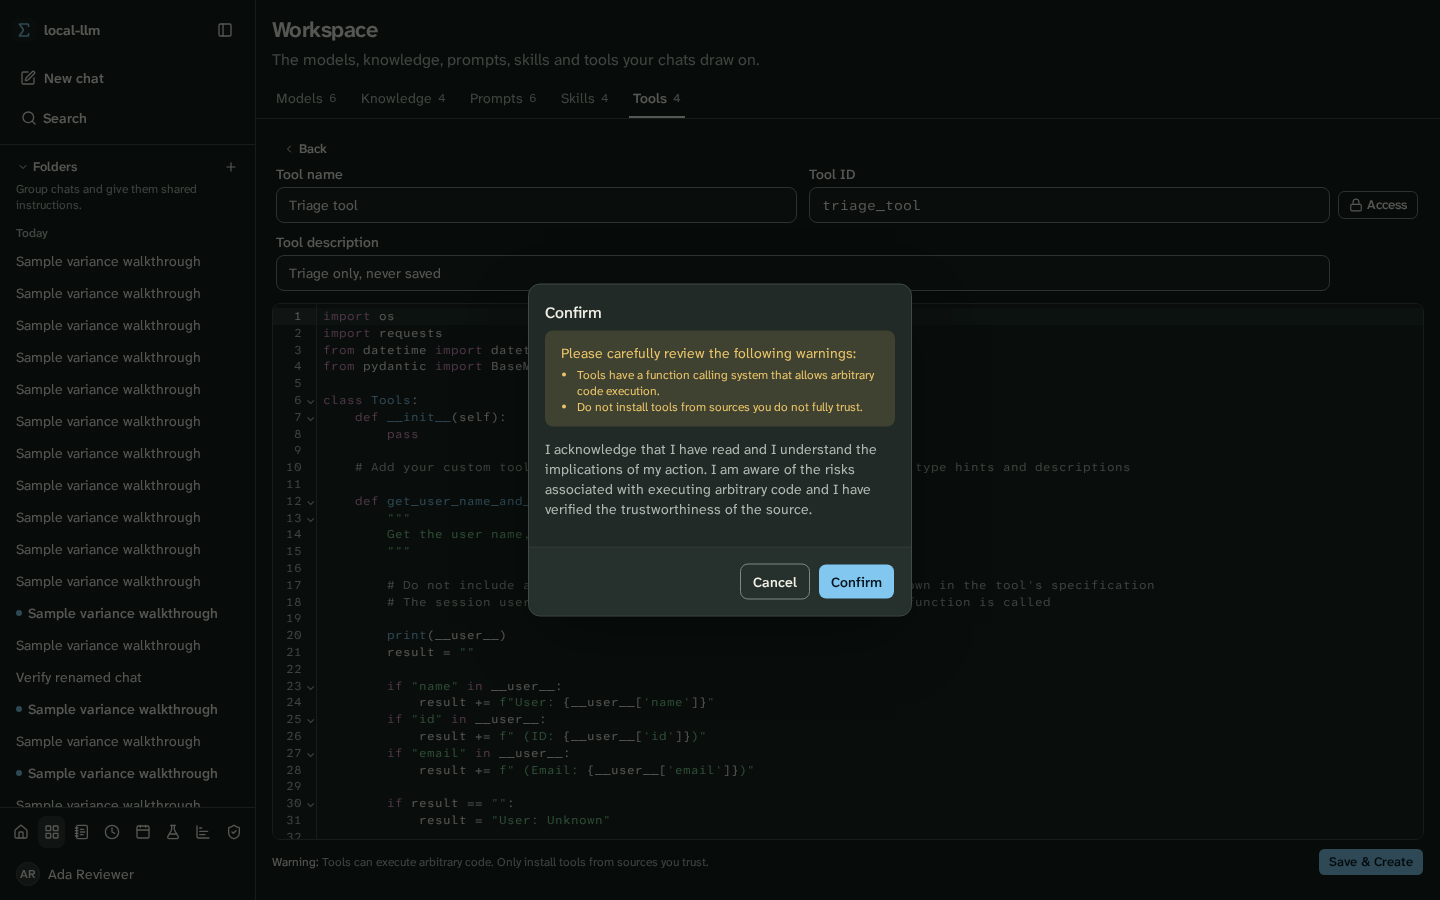 local-llm
New chat
Search
Folders
Group chats and give them shared
instructions.
Today
Sample variance walkthrough
Sample variance walkthrough
Sample variance walkthrough
Sample variance walkthrough
Sample variance walkthrough
Sample variance walkthrough
Sample variance walkthrough
Sample variance walkthrough
Sample variance walkthrough
Sample variance walkthrough
Sample variance walkthrough
Sample variance walkthrough
Sample variance walkthrough
Verify renamed chat
Sample variance walkthrough
Sample variance walkthrough
Sample variance walkthrough
Sample variance walkthrough
AR Ada Reviewer
Workspace
The models, knowledge, prompts, skills and tools your chats draw on.
Models 6 Knowledge 4 Prompts 6 Skills 4 Tools 4
Back
Tool name
Triage tool
Tool ID
triage_tool
Access
Tool description
Triage only, never saved
1 import os
2 import requests
3 from datetime import datet
4 from pydantic import BaseM
5
6 class Tools:
7 def __init__(self):
8 pass
9
10 # Add your custom tool type hints and descriptions
11
12 def get_user_name_and_
13 """
14 Get the user name,
15 """
16
17 # Do not include a wn in the tool's specification
18 # The session user function is called
19
20 print(__user__)
21 result = ""
22
23 if "name" in __user__:
24 result += f"User: {__user__['name']}"
25 if "id" in __user__:
26 result += f" (ID: {__user__['id']})"
27 if "email" in __user__:
28 result += f" (Email: {__user__['email']})"
29
30 if result == "":
31 result = "User: Unknown"
32
Confirm
Please carefully review the following warnings:
• Tools have a function calling system that allows arbitrary
code execution.
• Do not install tools from sources you do not fully trust.
I acknowledge that I have read and I understand the
implications of my action. I am aware of the risks
associated with executing arbitrary code and I have
verified the trustworthiness of the source.
Cancel Confirm
Warning: Tools can execute arbitrary code. Only install tools from sources you trust.
Save & Create